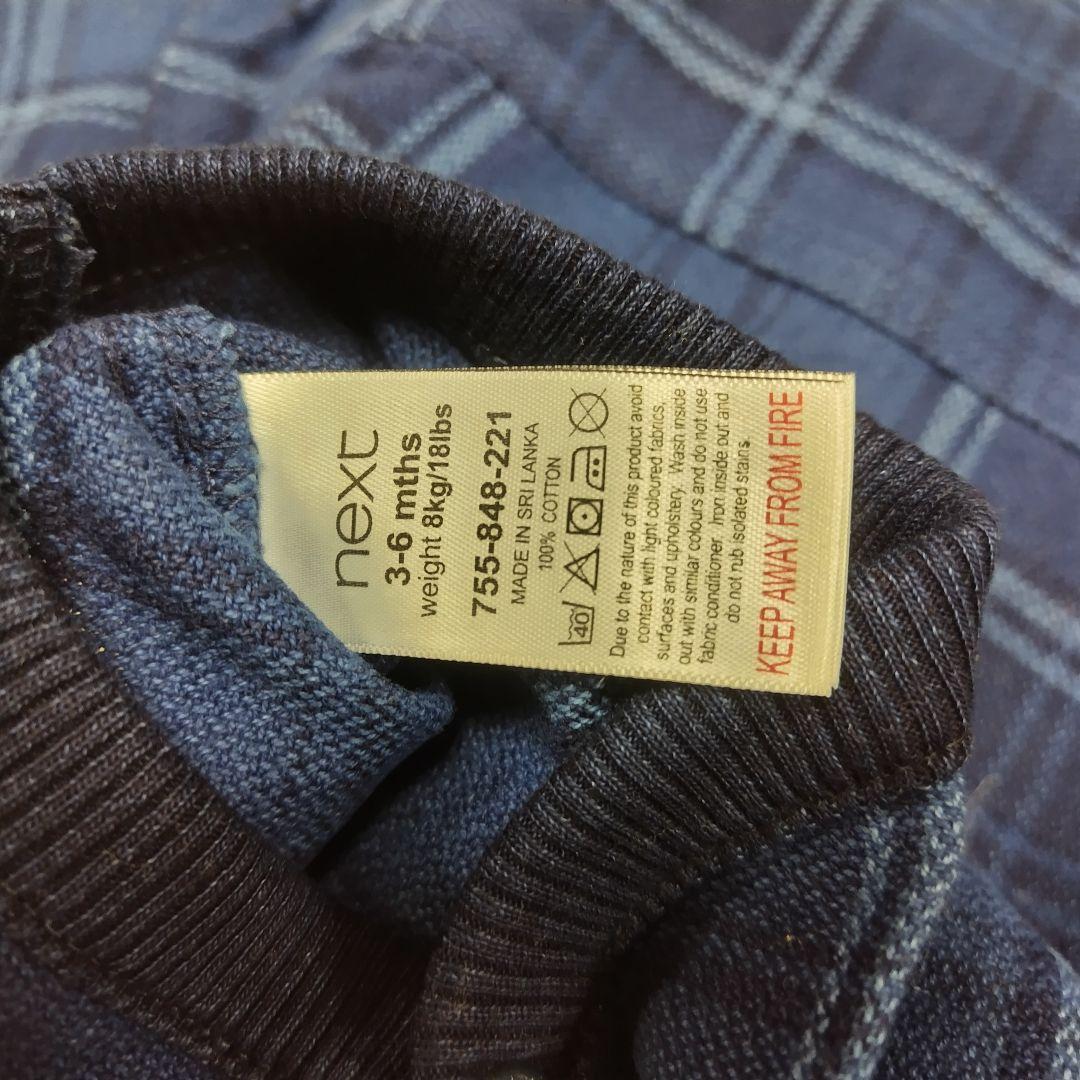 next
3-6 mths
weight 8kg/18lbs
755-848-221
MADE IN SRI LANKA
100% COTTON
40
Due to the nature of this product avoid
contact with light coloured fabrics,
surfaces and upholstery. Wash inside
out with similar colours and do not use
fabric conditioner. Iron inside out and
do not rub isolated stains.
KEEP AWAY FROM FIRE